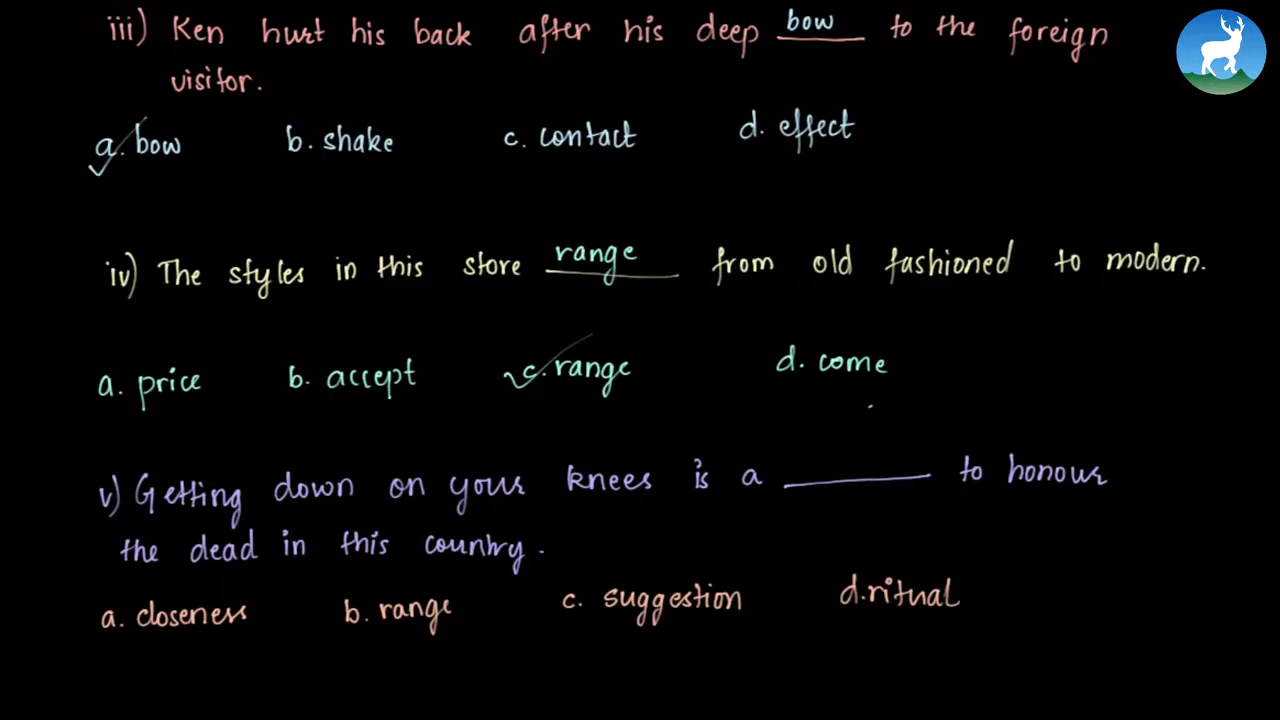 iii) Ken hurt his back after his deep bow to the foreign
visitor.
a. bow b. shake c. contact d. effect
iv) The styles in this store range from old fashioned to modern.
a. price b. accept c. range d. come
v) Getting down on your knees is a ________ to honour
the dead in this country.
a. closeness b. range c. suggestion d. ritual